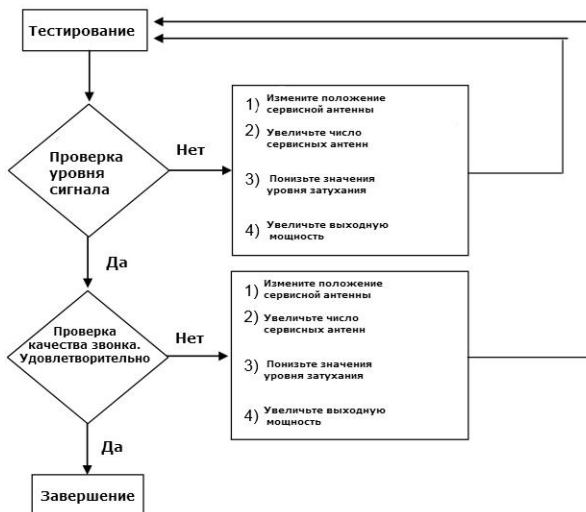 Тестирование
Проверка
уровня
сигнала
Нет
1) Измените положение
сервисной антенны
2) Увеличьте число
сервисных антенн
3) Понизьте значения
уровня затухания
4) Увеличьте выходную
мощность
Да
Проверка
качества звонка.
Удовлетворительно
Нет
1) Измените положение
сервисной антенны
2) Увеличьте число
сервисных антенн
3) Понизьте значения
уровня затухания
4) Увеличьте выходную
мощность
Да
Завершение